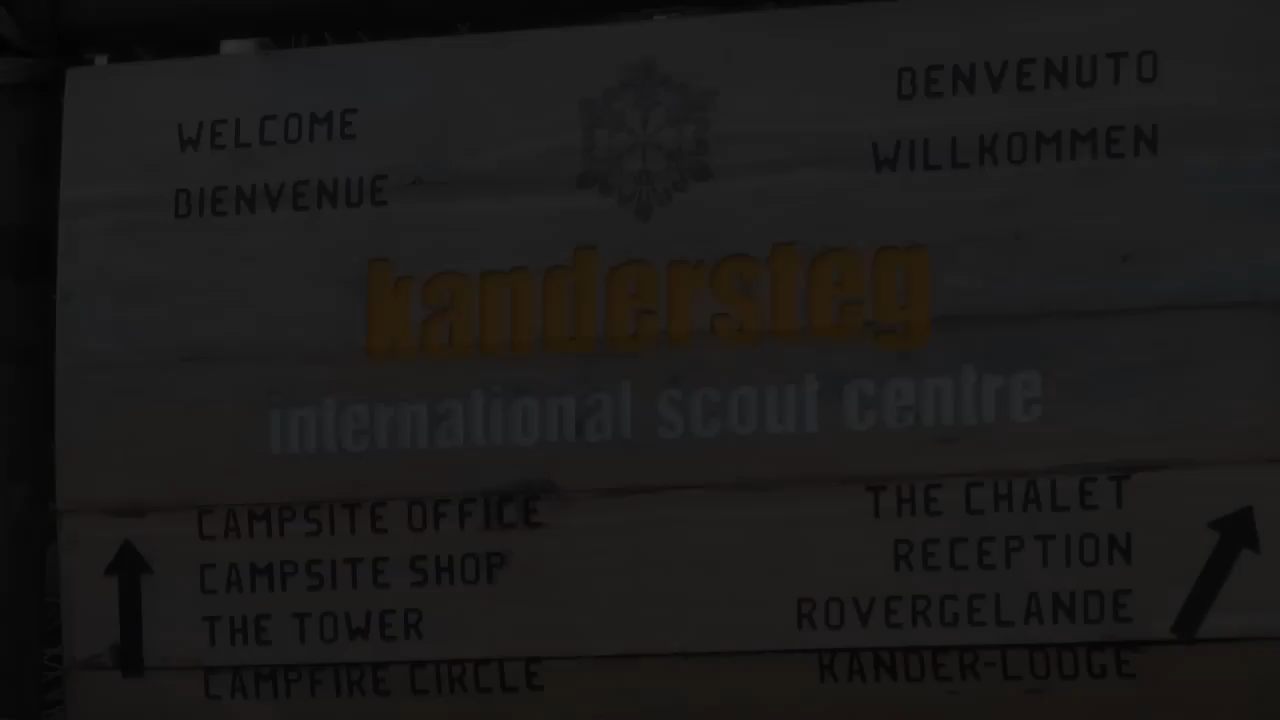 WELCOME
BIENVENUE
BENVENUTO
WILLKOMMEN
kandersteg
international scout centre
CAMPSITE OFFICE
CAMPSITE SHOP
THE TOWER
CAMPFIRE CIRCLE
THE CHALET
RECEPTION
ROVERGELANDE
KANDER-LODGE